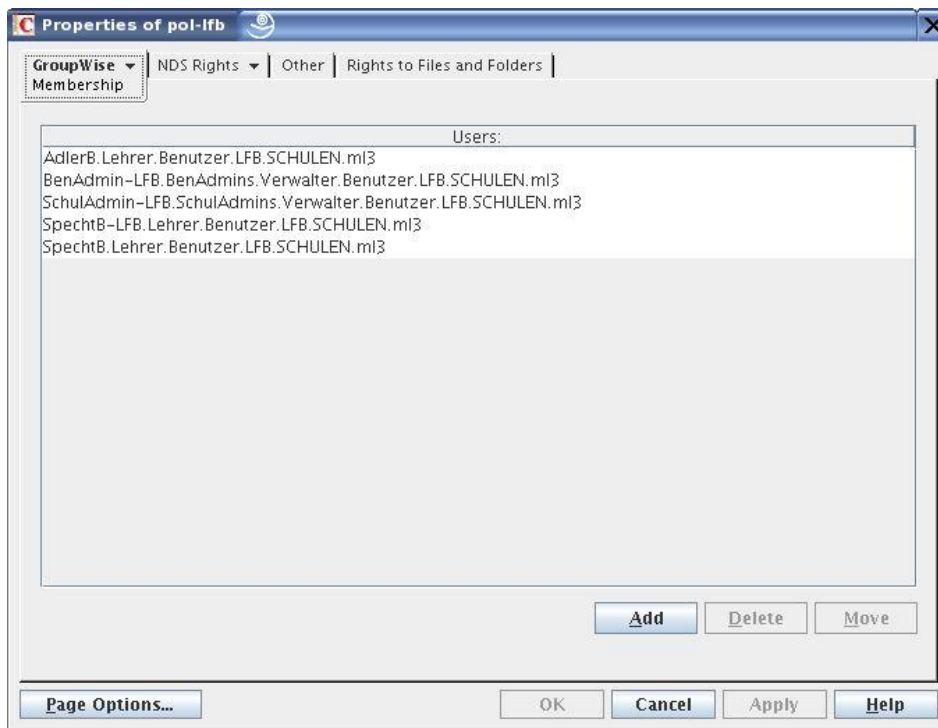 Properties of pol-lfb
GroupWise NDS Rights Other Rights to Files and Folders
Membership
Users:
AdlerB.Lehrer.Benutzer.LFB.SCHULEN.ml3
BenAdmin-LFB.BenAdmins.Verwalter.Benutzer.LFB.SCHULEN.ml3
SchulAdmin-LFB.SchulAdmins.Verwalter.Benutzer.LFB.SCHULEN.ml3
SpechtB-LFB.Lehrer.Benutzer.LFB.SCHULEN.ml3
SpechtB.Lehrer.Benutzer.LFB.SCHULEN.ml3
Add Delete Move
Page Options... OK Cancel Apply Help